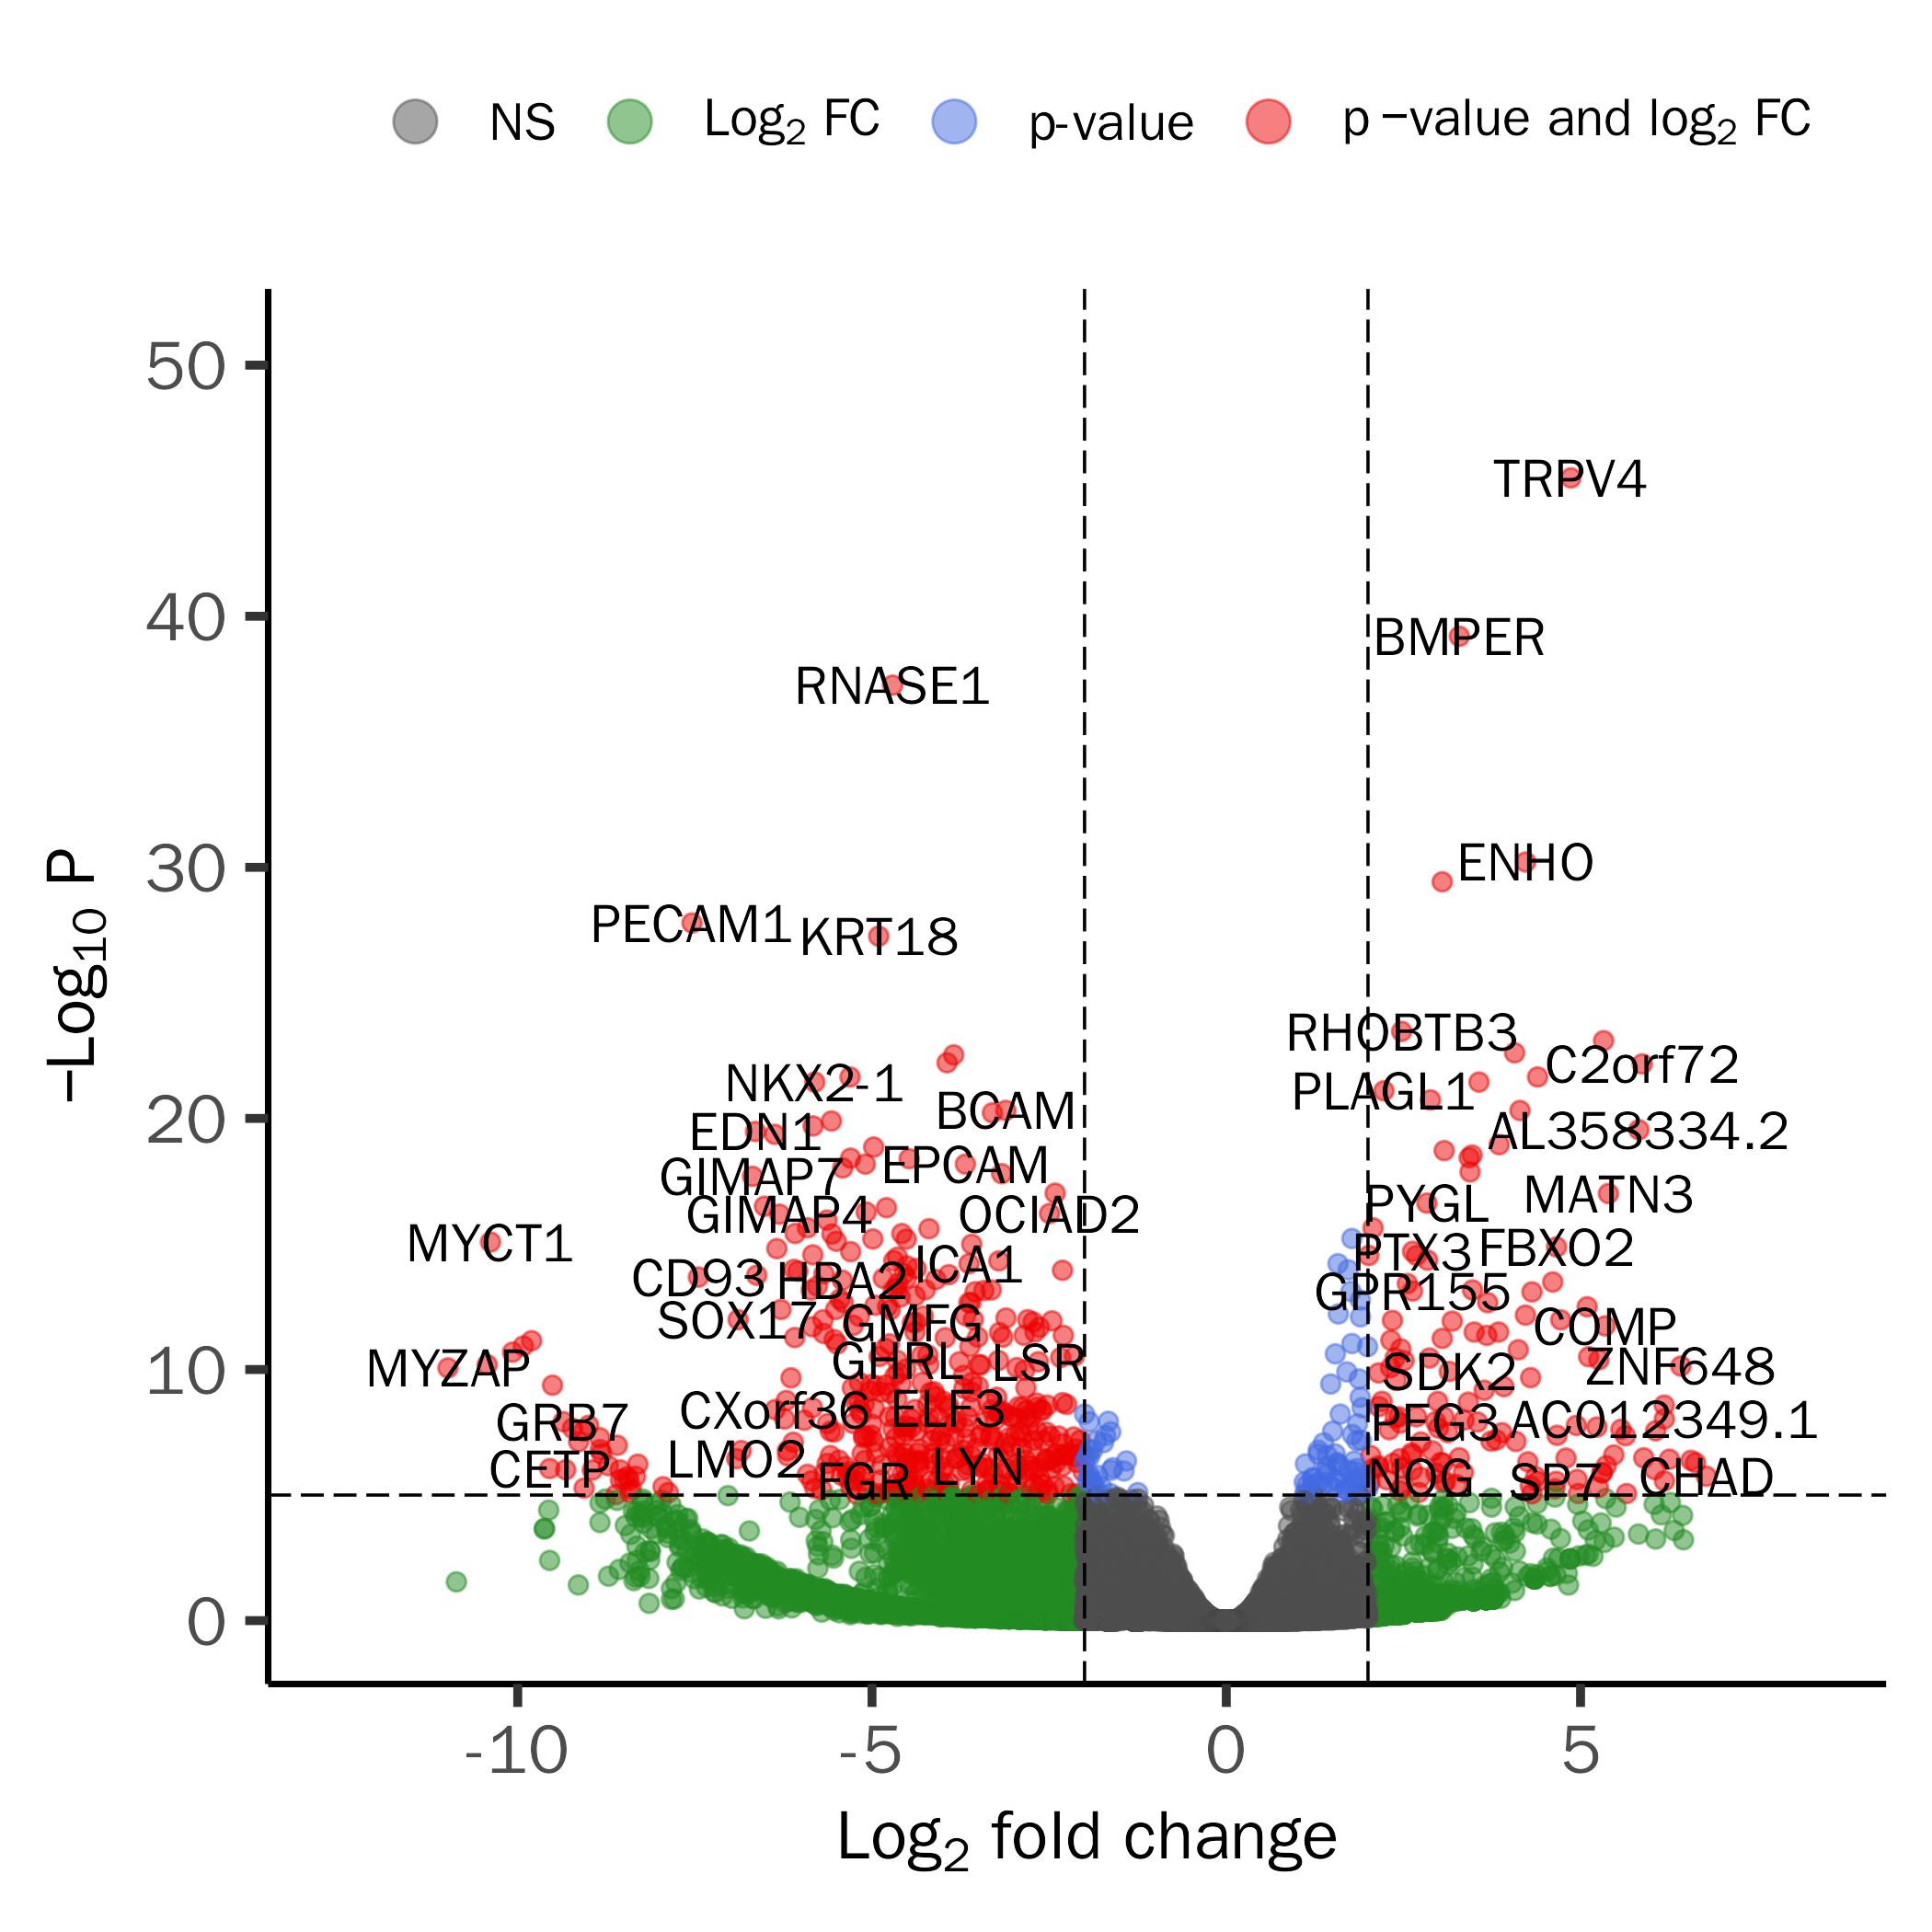 NS Log2 FC p-value p −value and log2 FC
50
TRPV4
40
BMPER
RNASE1
30
ENHO
PECAM1 KRT18
−Log10 P
RHOBTB3
C2orf72
NKX2-1
PLAGL1
BCAM
20
EDN1
AL358334.2
EPCAM
GIMAP7
MATN3
PYGL
GIMAP4
OCIAD2
MYCT1
PTX3
FBXO2
ICA1
CD93
HBA2
GPR155
SOX17
GMFG
COMP
GHRL
LSR
10
MYZAP
SDK2
ZNF648
CXorf36
ELF3
GRB7
PEG3
AC012349.1
LMO2
LYN
CETP
FGR
NOG
SP7
CHAD
0
-10
-5
0
5
Log2 fold change